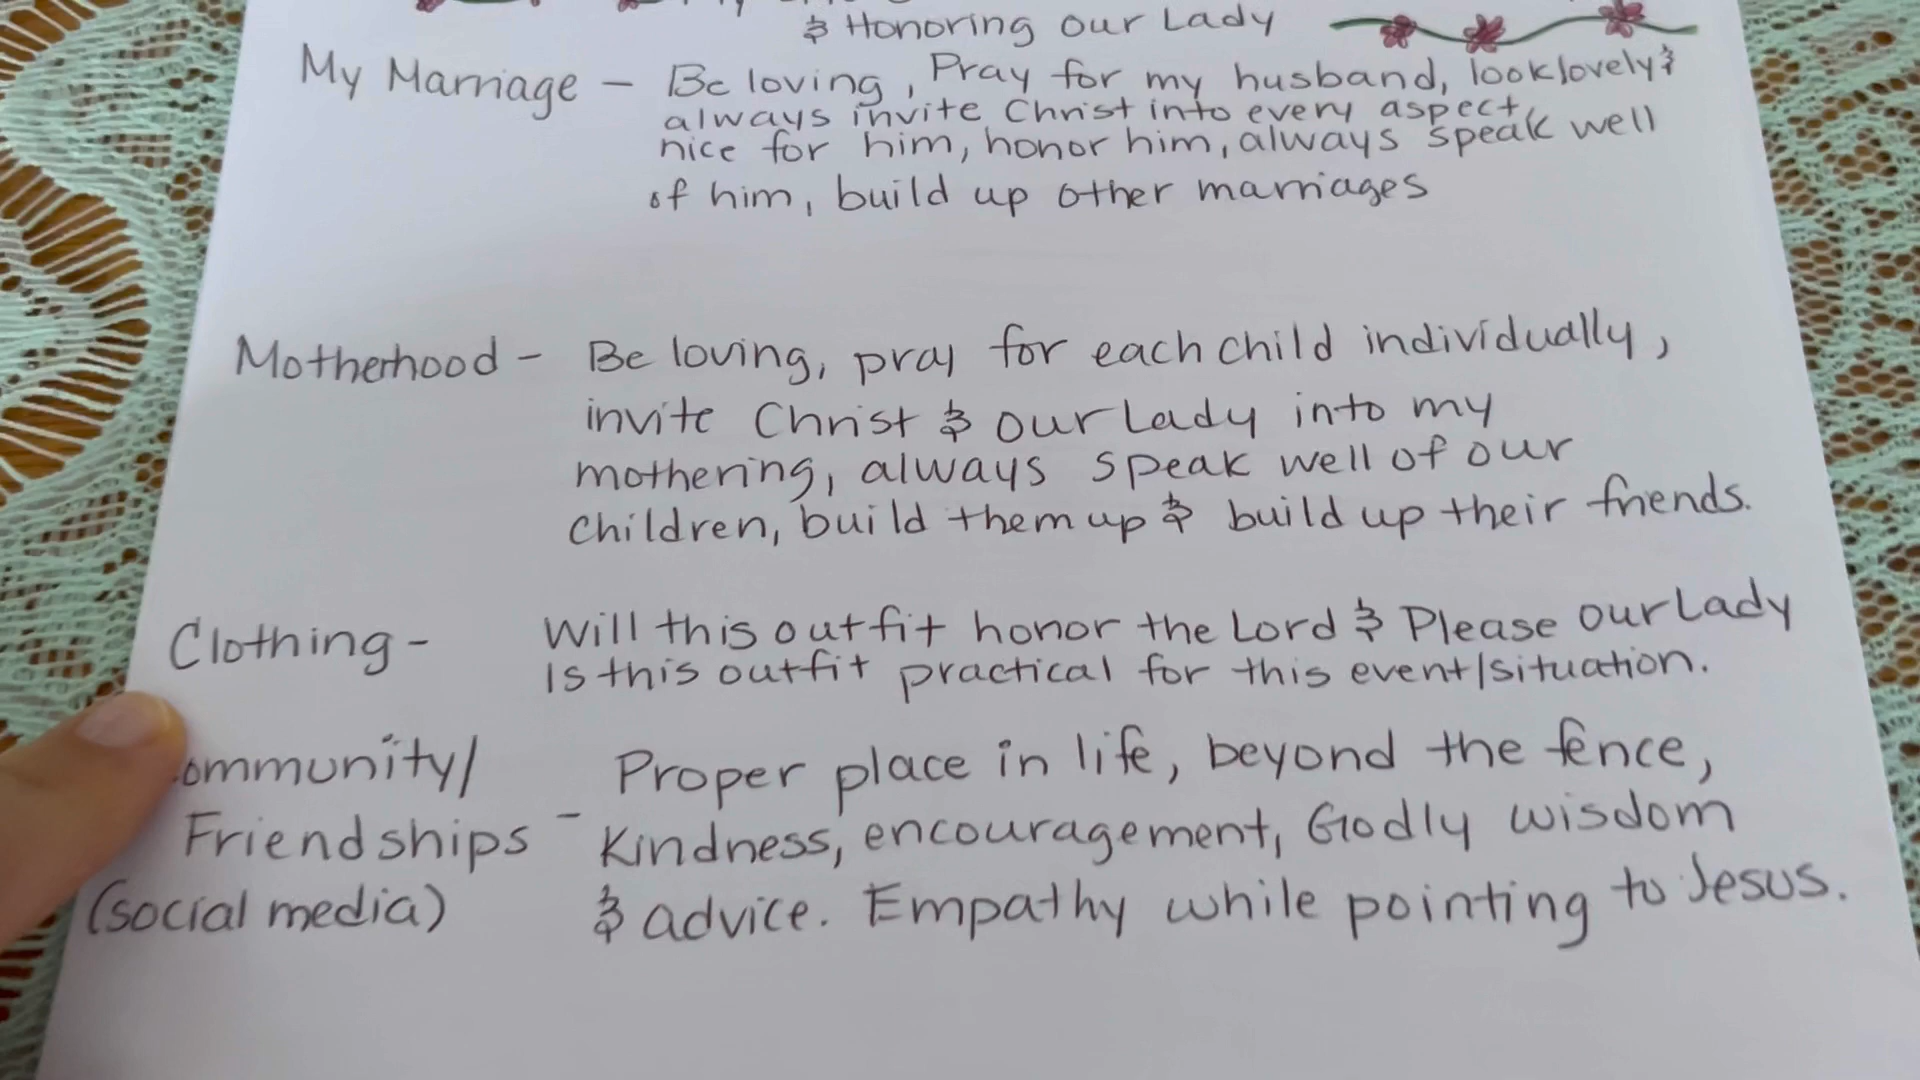 & Honoring our Lady
My Marriage - Be loving, Pray for my husband, look lovely &
always invite Christ into every aspect
nice for him, honor him, always speak well
of him, build up other marriages
Motherhood - Be loving, pray for each child individually,
invite Christ & our Lady into my
mothering, always speak well of our
children, build them up & build up their friends.
Clothing - Will this outfit honor the Lord & Please our Lady
Is this outfit practical for this event/situation.
ommunity/ Proper place in life, beyond the fence,
Friendships - Kindness, encouragement, Godly wisdom
(social media) & advice. Empathy while pointing to Jesus.